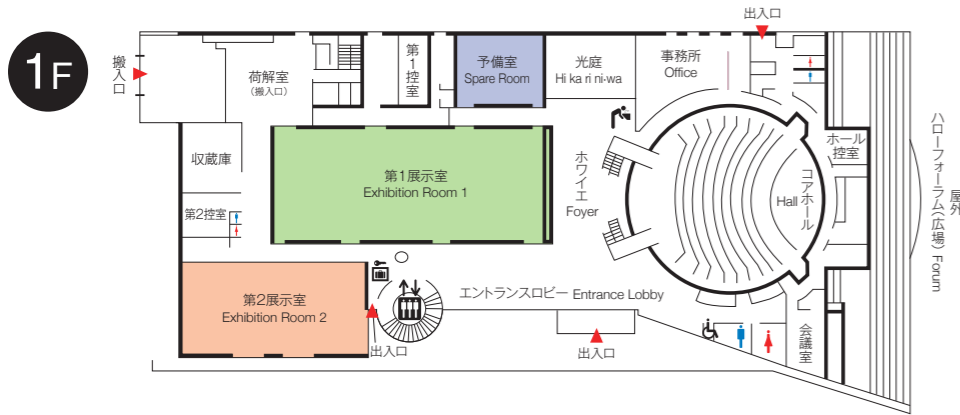 1F
搬入口
荷解室
（搬入口）
第1控室
予備室
Spare Room
光庭
Hi ka ri ni-wa
事務所
Office
出入口
収蔵庫
第2控室
第1展示室
Exhibition Room 1
ホワイエ
Foyer
コアホール
Hall
ホール
控室
ハローフォーラム(広場) Forum
屋外
第2展示室
Exhibition Room 2
エントランスロビー Entrance Lobby
出入口
出入口
会議室